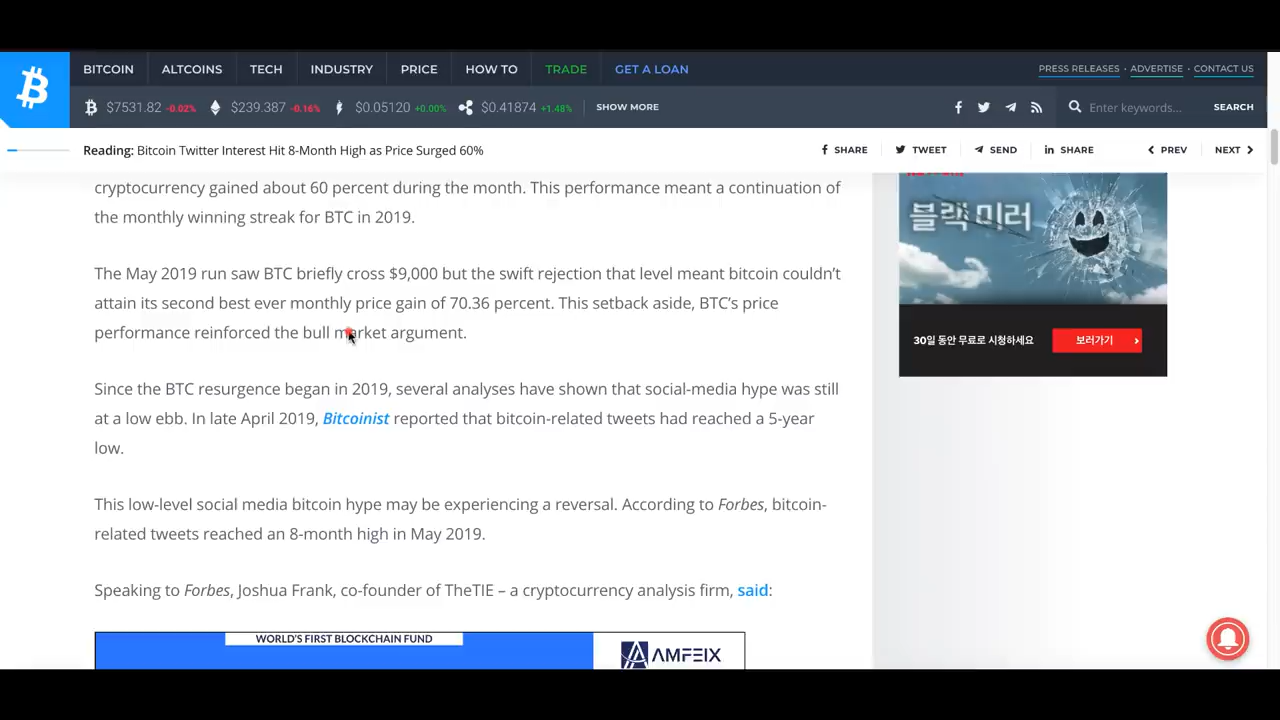 BITCOIN ALTCOINS TECH INDUSTRY PRICE HOW TO TRADE GET A LOAN PRESS RELEASES · ADVERTISE · CONTACT US
$7531.82 -0.02% $239.387 -0.16% $0.05120 +0.00% $0.41874 +1.48% SHOW MORE Enter keywords... SEARCH
Reading: Bitcoin Twitter Interest Hit 8-Month High as Price Surged 60% SHARE TWEET SEND SHARE PREV NEXT
cryptocurrency gained about 60 percent during the month. This performance meant a continuation of
the monthly winning streak for BTC in 2019.
The May 2019 run saw BTC briefly cross $9,000 but the swift rejection that level meant bitcoin couldn’t
attain its second best ever monthly price gain of 70.36 percent. This setback aside, BTC’s price
performance reinforced the bull market argument.
Since the BTC resurgence began in 2019, several analyses have shown that social-media hype was still
at a low ebb. In late April 2019, Bitcoinist reported that bitcoin-related tweets had reached a 5-year
low.
This low-level social media bitcoin hype may be experiencing a reversal. According to Forbes, bitcoin-
related tweets reached an 8-month high in May 2019.
Speaking to Forbes, Joshua Frank, co-founder of TheTIE – a cryptocurrency analysis firm, said:
WORLD'S FIRST BLOCKCHAIN FUND
AMFEIX
블랙 미러
30일 동안 무료로 시청하세요 보러가기